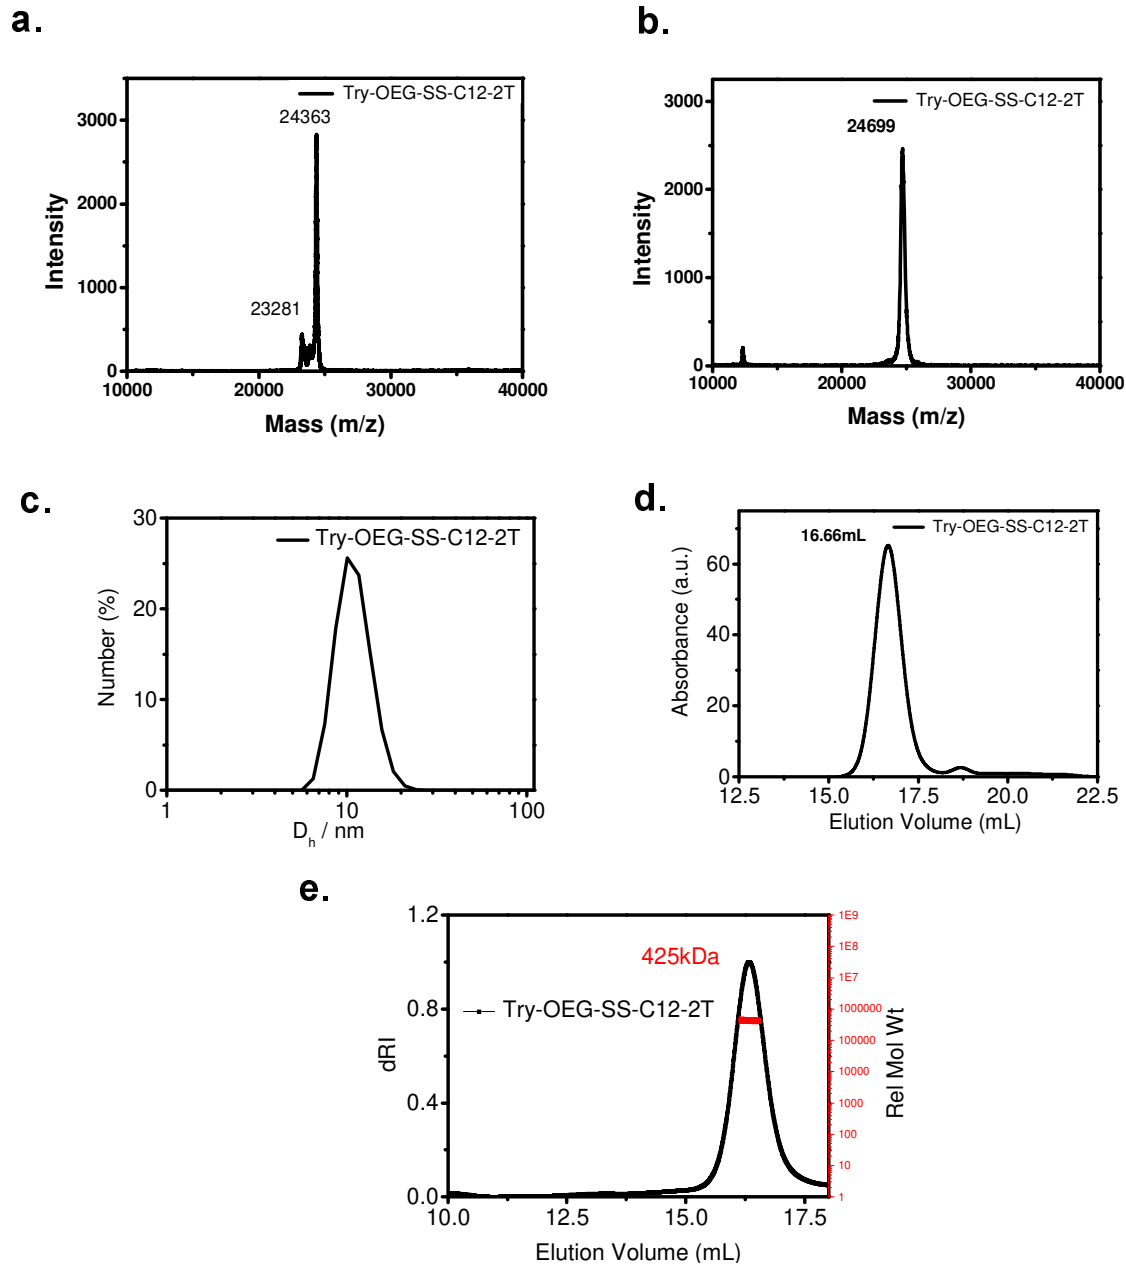 a.
Try-OEG-SS-C12-2T
24363
23281
3000
2000
1000
0
Intensity
10000 20000 30000 40000
Mass (m/z)
b.
Try-OEG-SS-C12-2T
24699
3000
2000
1000
0
Intensity
10000 20000 30000 40000
Mass (m/z)
c.
Try-OEG-SS-C12-2T
30
20
10
0
Number (%)
1 10 100
Dh / nm
d.
Try-OEG-SS-C12-2T
16.66mL
60
40
20
0
Absorbance (a.u.)
12.5 15.0 17.5 20.0 22.5
Elution Volume (mL)
e.
425kDa
Try-OEG-SS-C12-2T
1.2
0.8
0.4
0.0
dRI
1E9
1E8
1E7
1000000
100000
10000
1000
100
10
1
Rel Mol Wt
10.0 12.5 15.0 17.5
Elution Volume (mL)